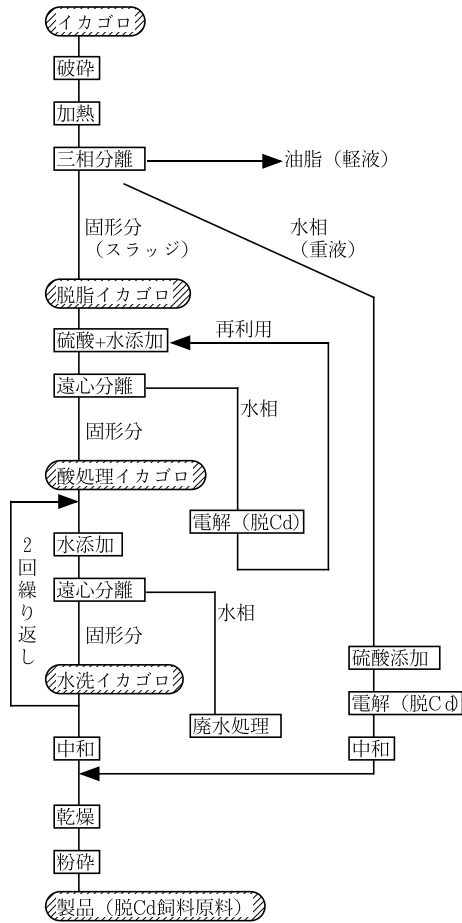 イカゴロ
破砕
加熱
三相分離
油脂（軽液）
固形分
（スラッジ）
水相
（重液）
脱脂イカゴロ
再利用
硫酸+水添加
遠心分離
水相
固形分
酸処理イカゴロ
電解（脱Cd）
2回繰り返し
水添加
遠心分離
水相
固形分
水洗イカゴロ
廃水処理
硫酸添加
電解（脱Cd）
中和
中和
乾燥
粉砕
製品（脱Cd飼料原料）